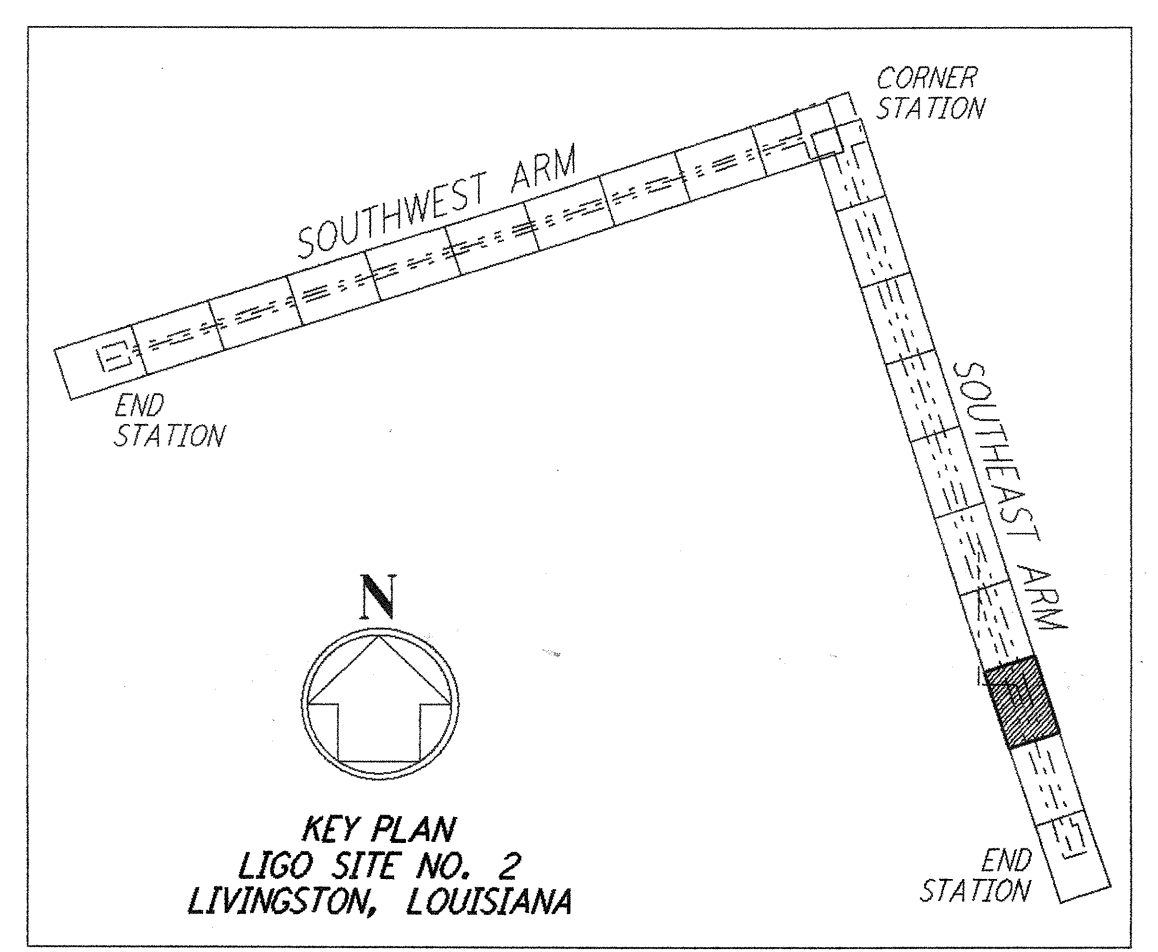 CORNER
STATION
SOUTHWEST ARM
END
STATION
SOUTHEAST ARM
N
KEY PLAN
LIGO SITE NO. 2
LIVINGSTON, LOUISIANA
END
STATION